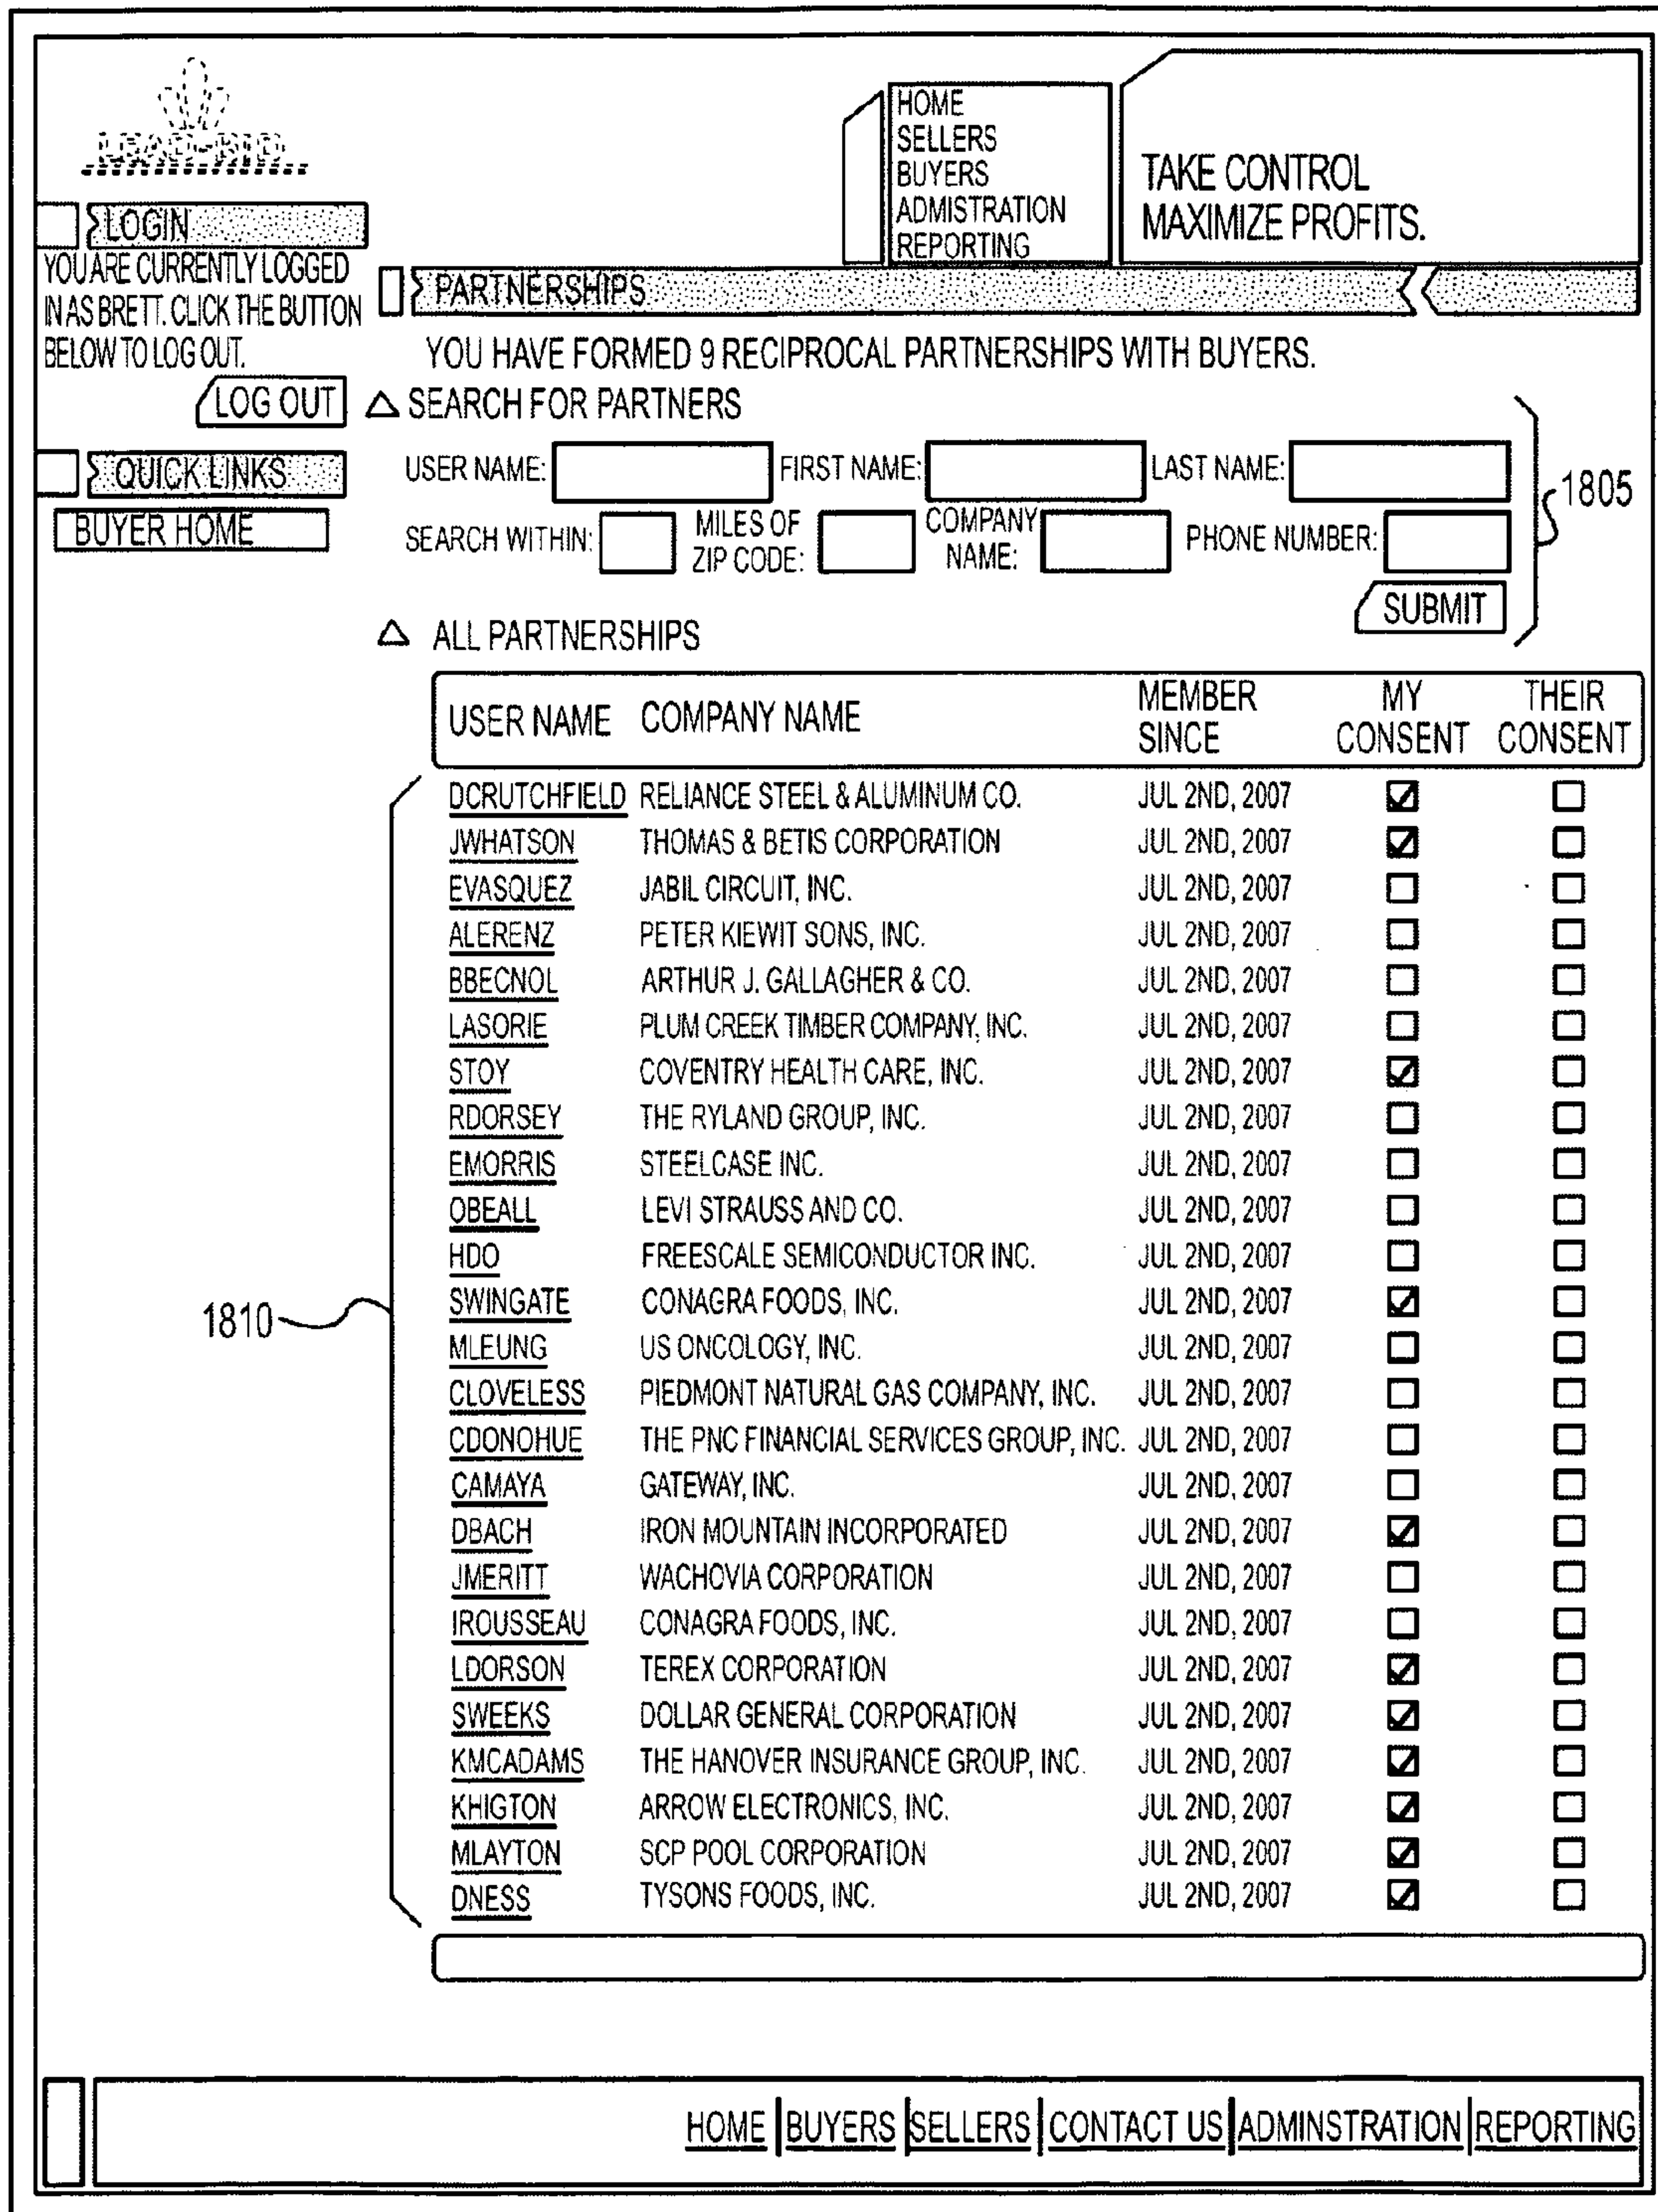 LEAD-BID
HOME
SELLERS
BUYERS
ADMISTRATION
REPORTING
TAKE CONTROL
MAXIMIZE PROFITS.
LOGIN
YOU ARE CURRENTLY LOGGED
IN AS BRETT. CLICK THE BUTTON
BELOW TO LOG OUT.
LOG OUT
QUICK LINKS
BUYER HOME
PARTNERSHIPS
YOU HAVE FORMED 9 RECIPROCAL PARTNERSHIPS WITH BUYERS.
SEARCH FOR PARTNERS
USER NAME: FIRST NAME: LAST NAME:
SEARCH WITHIN: MILES OF ZIP CODE: COMPANY NAME: PHONE NUMBER:
SUBMIT
1805
ALL PARTNERSHIPS
USER NAME COMPANY NAME MEMBER SINCE MY CONSENT THEIR CONSENT
DCRUTCHFIELD RELIANCE STEEL & ALUMINUM CO. JUL 2ND, 2007
JWHATSON THOMAS & BETIS CORPORATION JUL 2ND, 2007
EVASQUEZ JABIL CIRCUIT, INC. JUL 2ND, 2007
ALERENZ PETER KIEWIT SONS, INC. JUL 2ND, 2007
BBECNOL ARTHUR J. GALLAGHER & CO. JUL 2ND, 2007
LASORIE PLUM CREEK TIMBER COMPANY, INC. JUL 2ND, 2007
STOY COVENTRY HEALTH CARE, INC. JUL 2ND, 2007
RDORSEY THE RYLAND GROUP, INC. JUL 2ND, 2007
EMORRIS STEELCASE INC. JUL 2ND, 2007
OBEALL LEVI STRAUSS AND CO. JUL 2ND, 2007
HDO FREESCALE SEMICONDUCTOR INC. JUL 2ND, 2007
SWINGATE CONAGRA FOODS, INC. JUL 2ND, 2007
MLEUNG US ONCOLOGY, INC. JUL 2ND, 2007
CLOVELESS PIEDMONT NATURAL GAS COMPANY, INC. JUL 2ND, 2007
CDONOHUE THE PNC FINANCIAL SERVICES GROUP, INC. JUL 2ND, 2007
CAMAYA GATEWAY, INC. JUL 2ND, 2007
DBACH IRON MOUNTAIN INCORPORATED JUL 2ND, 2007
JMERITT WACHOVIA CORPORATION JUL 2ND, 2007
IROUSSEAU CONAGRA FOODS, INC. JUL 2ND, 2007
LDORSON TEREX CORPORATION JUL 2ND, 2007
SWEEKS DOLLAR GENERAL CORPORATION JUL 2ND, 2007
KMCADAMS THE HANOVER INSURANCE GROUP, INC. JUL 2ND, 2007
KHIGTON ARROW ELECTRONICS, INC. JUL 2ND, 2007
MLAYTON SCP POOL CORPORATION JUL 2ND, 2007
DNESS TYSONS FOODS, INC. JUL 2ND, 2007
1810
HOME | BUYERS | SELLERS | CONTACT US | ADMINSTRATION | REPORTING